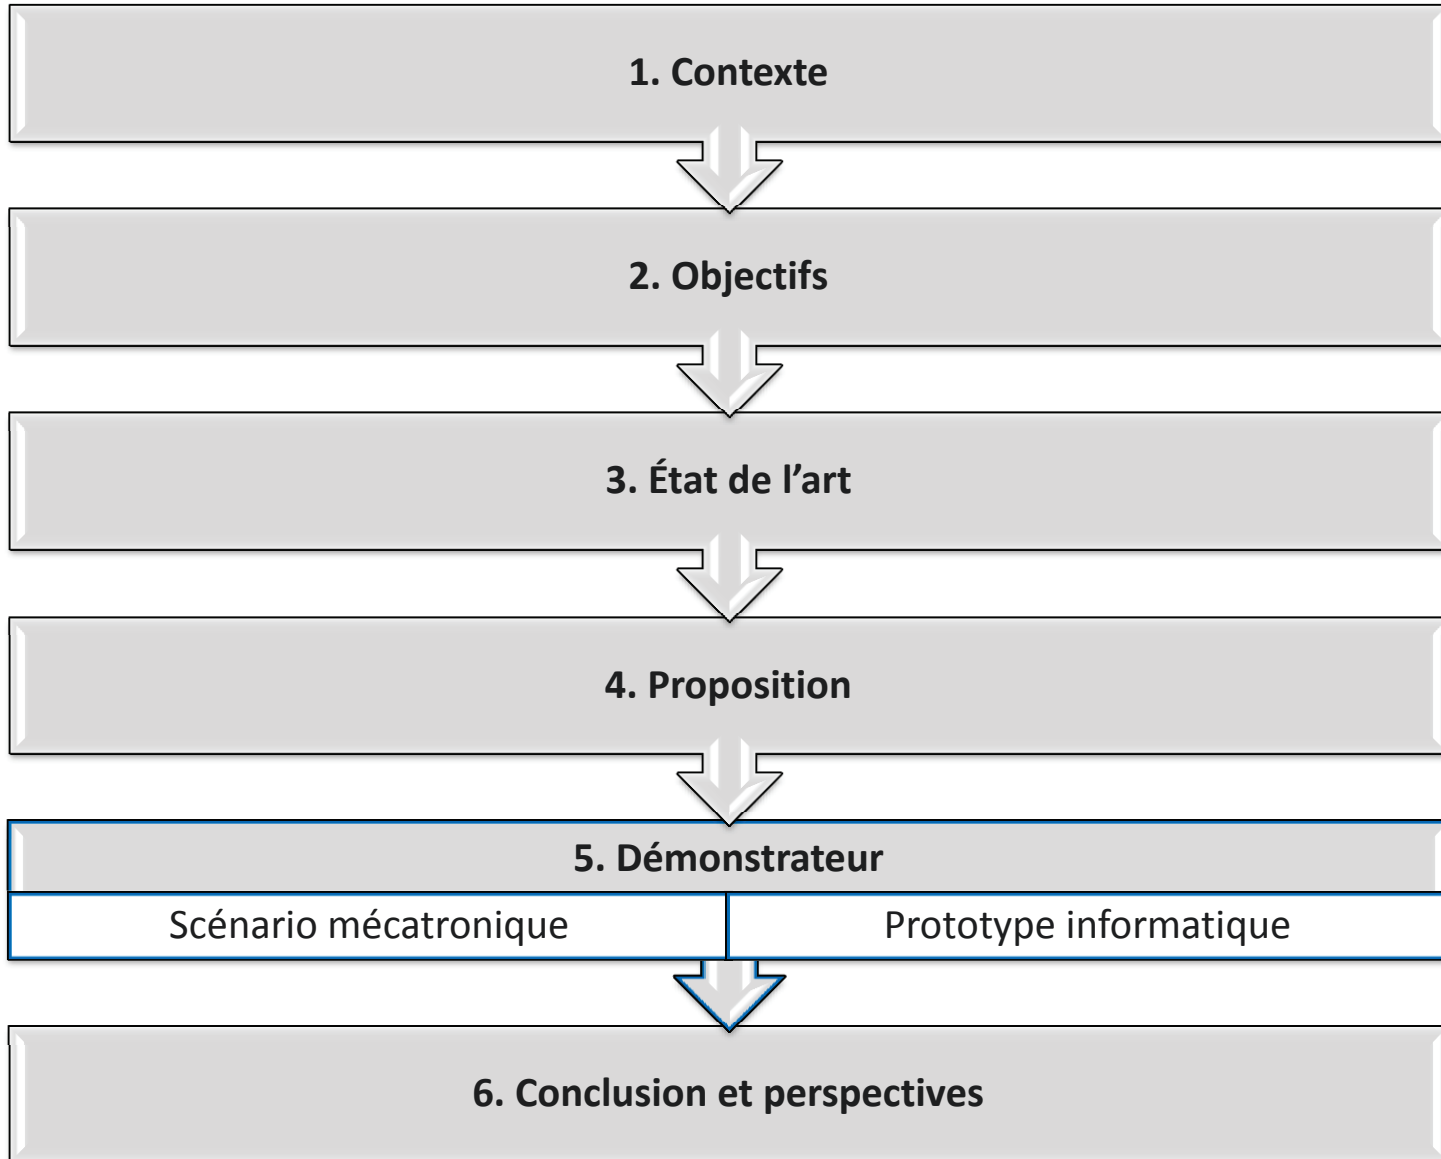 1. Contexte
2. Objectifs
3. État de l’art
4. Proposition
5. Démonstrateur
Scénario mécatronique
Prototype informatique
6. Conclusion et perspectives